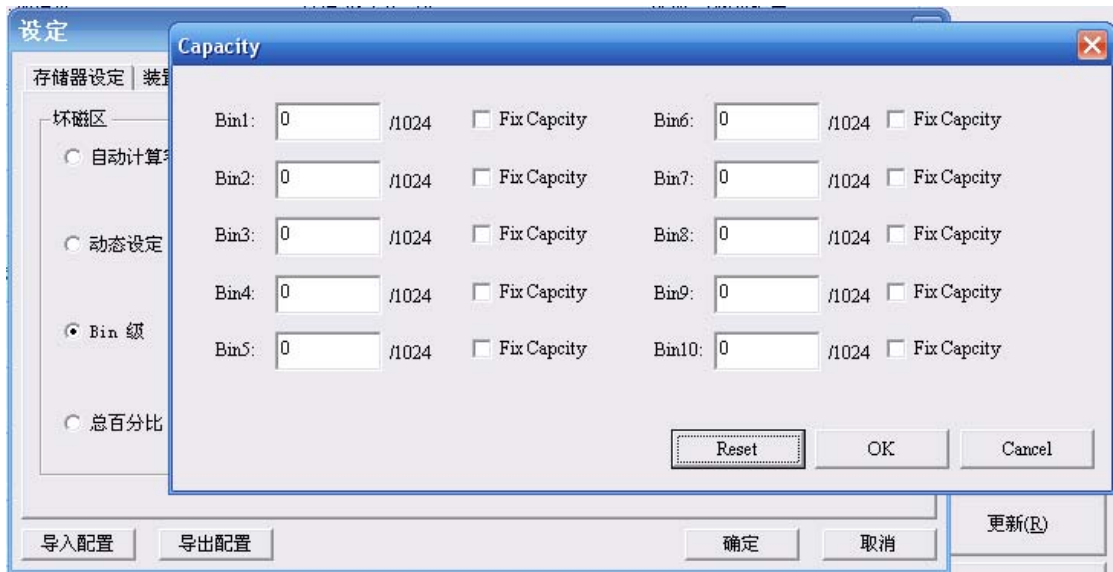 设定
Capacity
存储器设定
坏磁区
自动计算
动态设定
Bin 级
总百分比
Bin1: 0 /1024 Fix Capcity
Bin2: 0 /1024 Fix Capcity
Bin3: 0 /1024 Fix Capcity
Bin4: 0 /1024 Fix Capcity
Bin5: 0 /1024 Fix Capcity
Bin6: 0 /1024 Fix Capcity
Bin7: 0 /1024 Fix Capcity
Bin8: 0 /1024 Fix Capcity
Bin9: 0 /1024 Fix Capcity
Bin10: 0 /1024 Fix Capcity
Reset OK Cancel
导入配置 导出配置 确定 取消
更新(R)